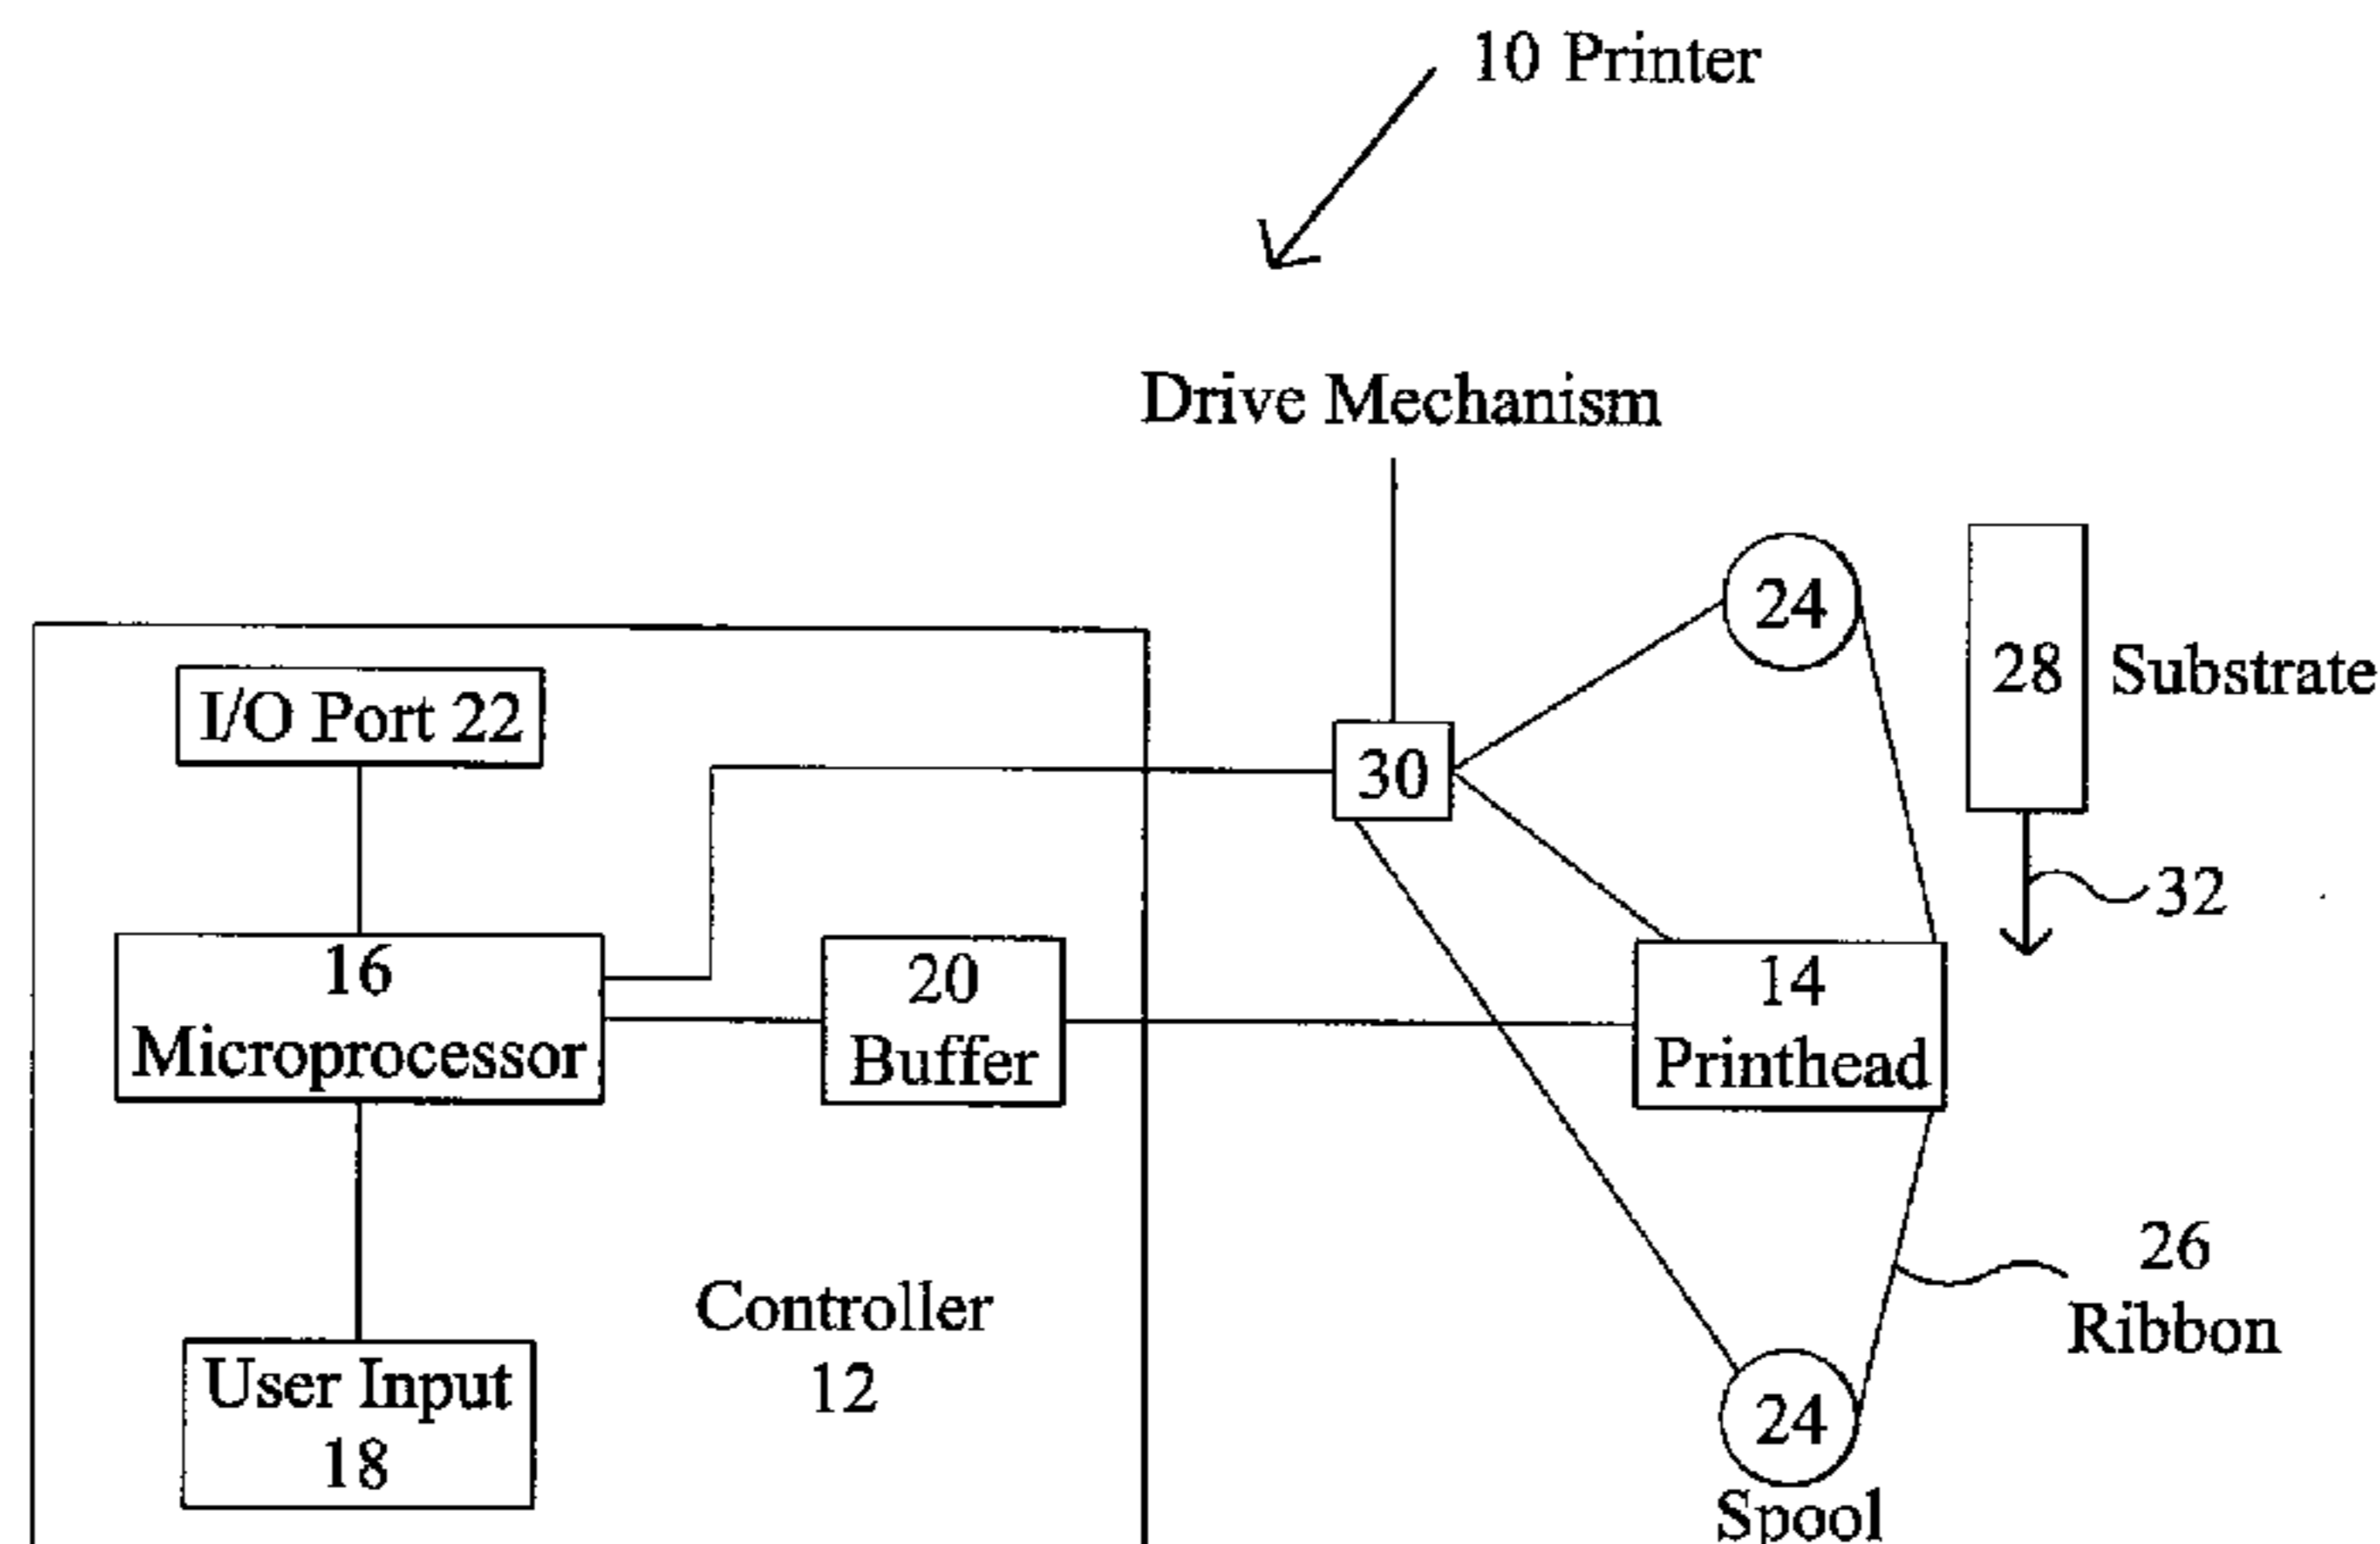 10 Printer
Drive Mechanism
24
28 Substrate
I/O Port 22
30
32
16
Microprocessor
20
Buffer
14
Printhead
26
Ribbon
Controller
12
User Input
18
24
Spool